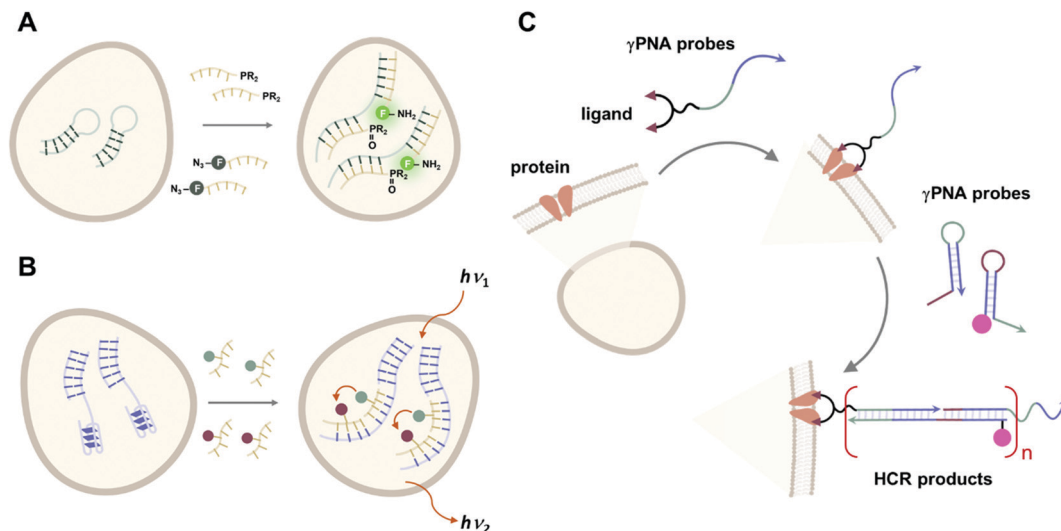 A
PR₂
PR₂
N₃
F
N₃
F
F
NH₂
PR₂
O
F
NH₂
PR₂
O
B
hν₁
hν₂
C
γPNA probes
ligand
protein
γPNA probes
n
HCR products